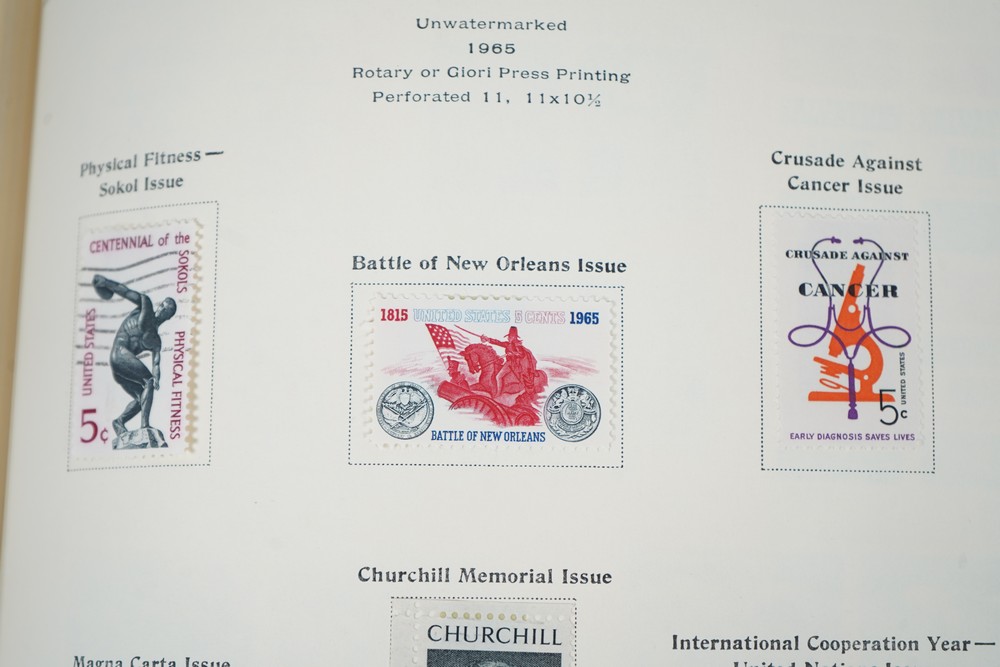 Unwatermarked
1965
Rotary or Giori Press Printing
Perforated 11, 11x10½
Physical Fitness—
Sokol Issue
CENTENNIAL of the
SOKOLS
PHYSICAL FITNESS
UNITED STATES
5¢
Battle of New Orleans Issue
1815 UNITED STATES 5 CENTS 1965
BATTLE OF NEW ORLEANS
Crusade Against
Cancer Issue
CRUSADE AGAINST
CANCER
UNITED STATES
5c
EARLY DIAGNOSIS SAVES LIVES
Churchill Memorial Issue
CHURCHILL
Magna Carta Issue
International Cooperation Year—
United Nations